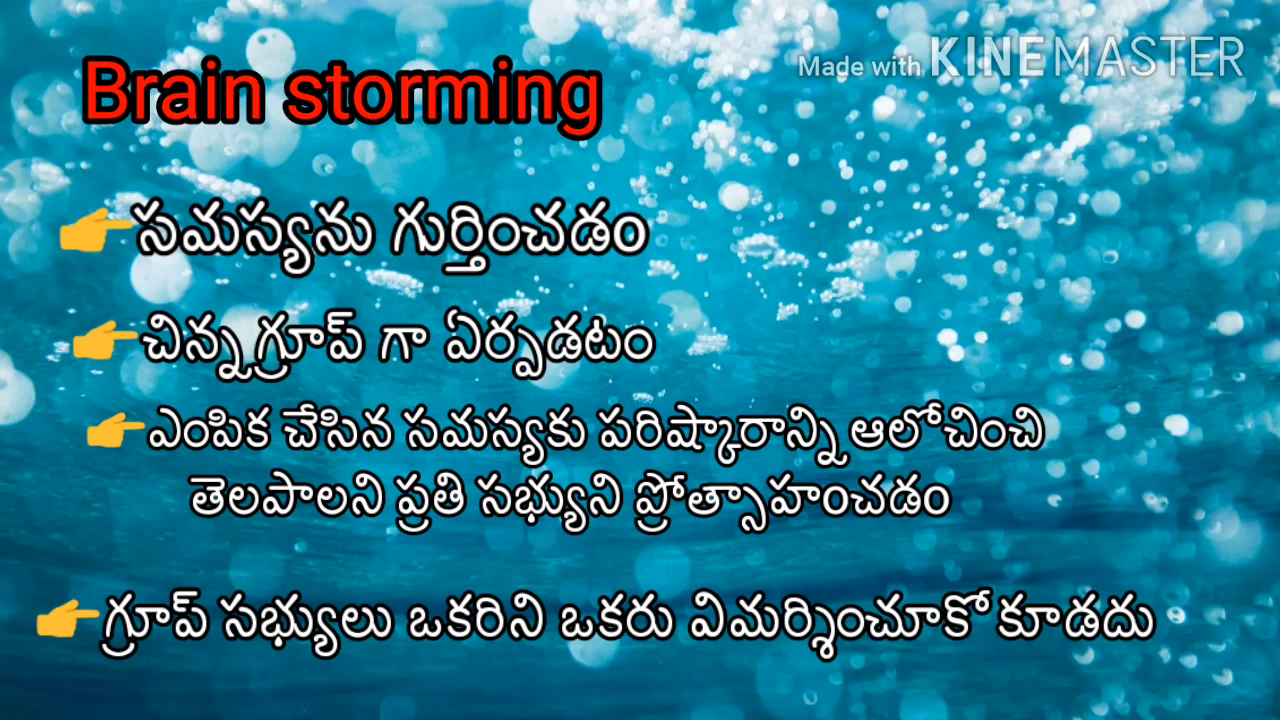 Made with KINEMASTER
Brain storming
👉సమస్యను గుర్తించడం
👉చిన్న గ్రూప్ గా ఏర్పడటం
👉ఎంపిక చేసిన సమస్యకు పరిష్కారాన్ని ఆలోచించి
తెలపాలని ప్రతి సభ్యుని ప్రోత్సాహంచడం
👉గ్రూప్ సభ్యులు ఒకరిని ఒకరు విమర్శించూకో కూడదు